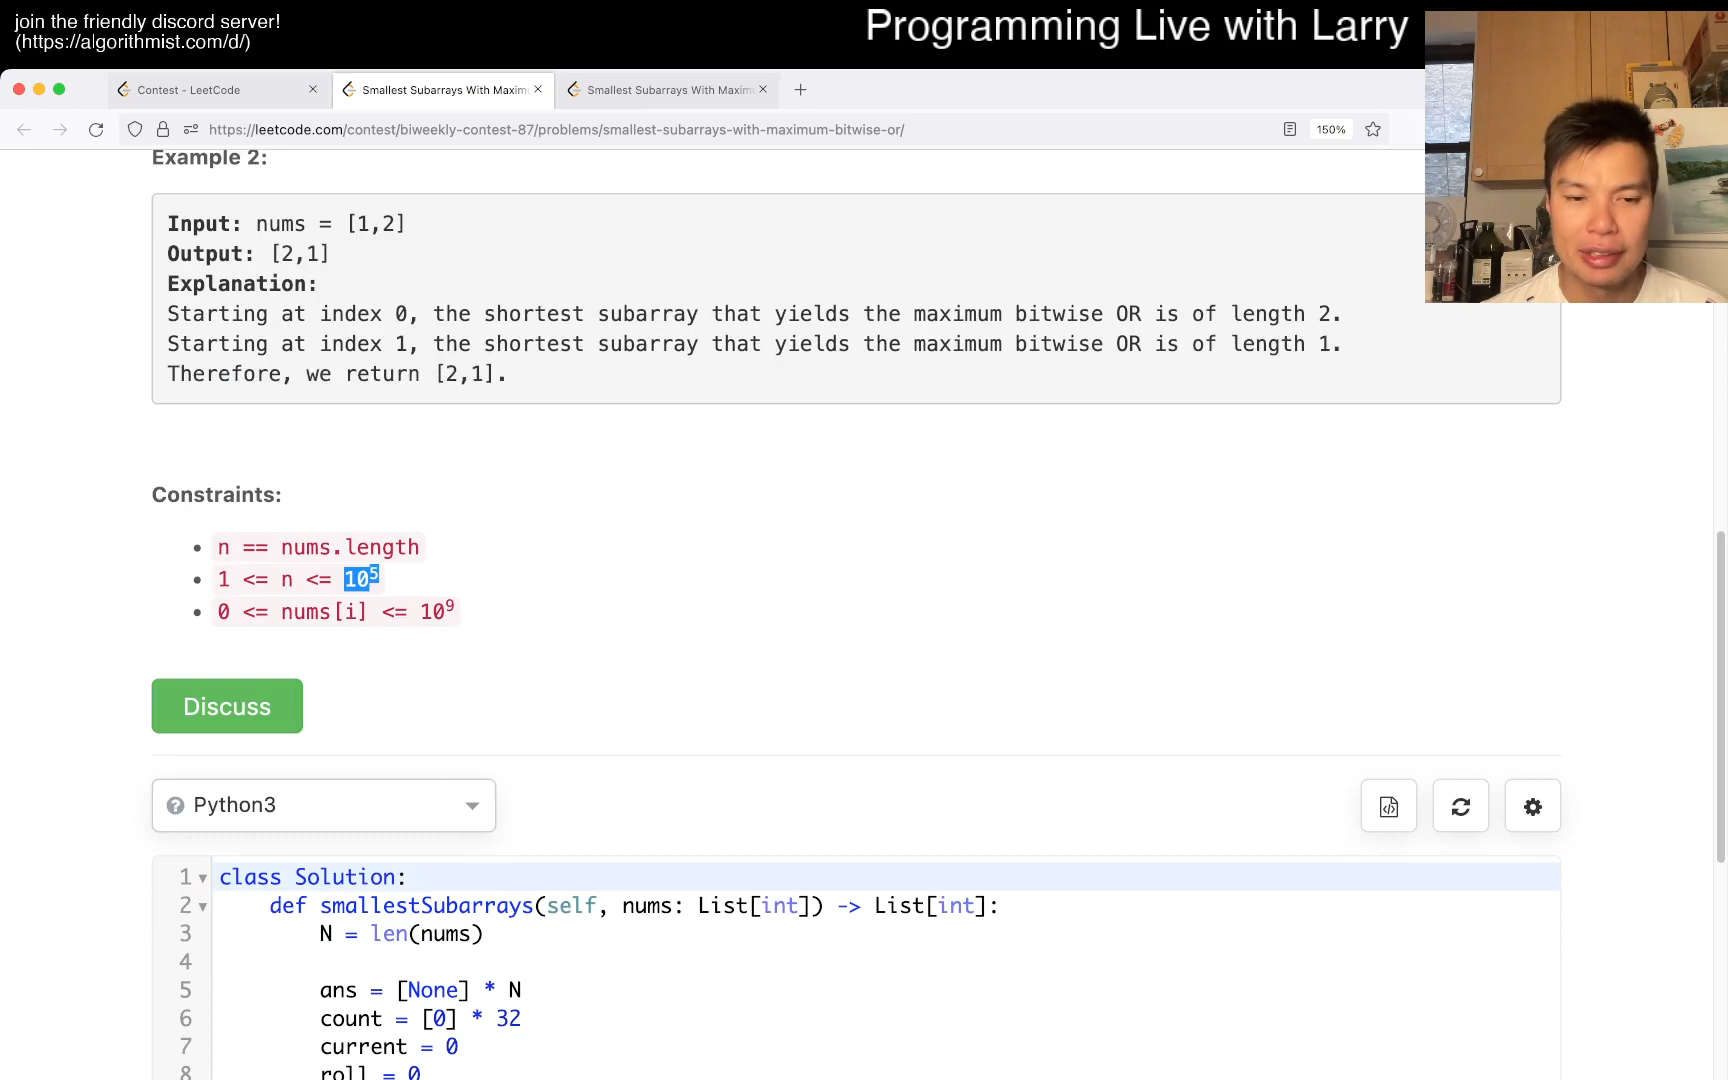 join the friendly discord server!
(https://algorithmist.com/d/)
Programming Live with Larry
Contest - LeetCode
Smallest Subarrays With Maxim
Smallest Subarrays With Maxim
https://leetcode.com/contest/biweekly-contest-87/problems/smallest-subarrays-with-maximum-bitwise-or/
150%
Example 2:
Input: nums = [1,2]
Output: [2,1]
Explanation:
Starting at index 0, the shortest subarray that yields the maximum bitwise OR is of length 2.
Starting at index 1, the shortest subarray that yields the maximum bitwise OR is of length 1.
Therefore, we return [2,1].
Constraints:
• n == nums.length
• 1 <= n <= 10⁵
• 0 <= nums[i] <= 10⁹
Discuss
Python3
1 class Solution:
2 def smallestSubarrays(self, nums: List[int]) -> List[int]:
3 N = len(nums)
4
5 ans = [None] * N
6 count = [0] * 32
7 current = 0
8 roll = 0